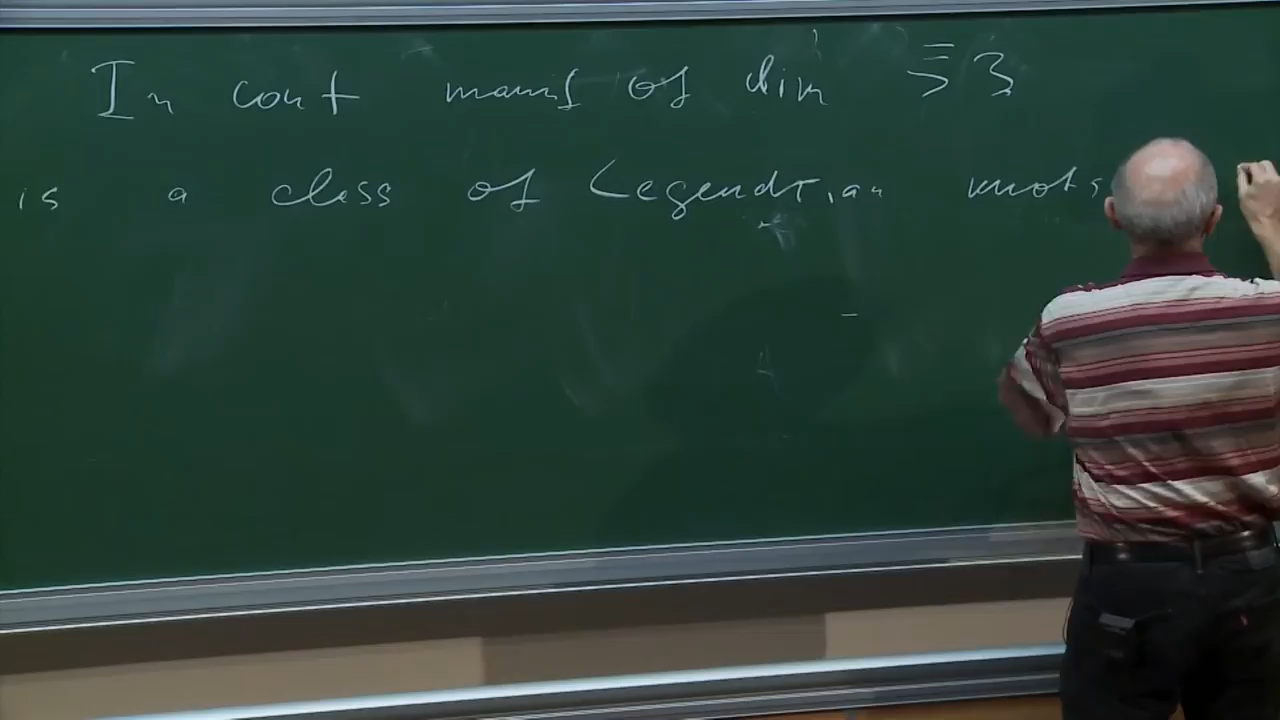 In cont manif of dim > 3
is a class of Legendrian knots